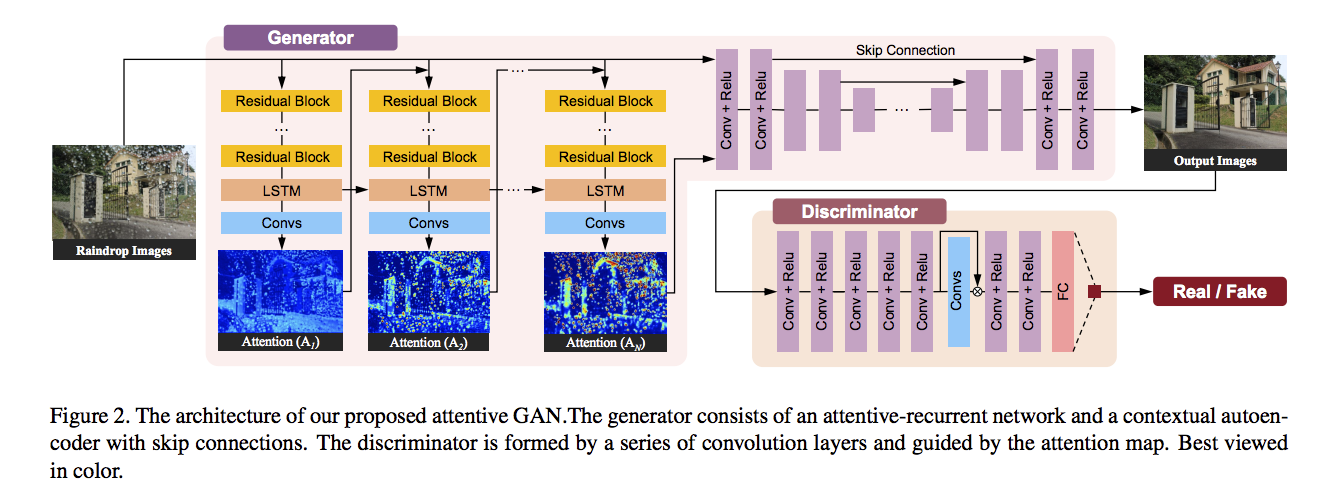 Generator
Skip Connection
Residual Block
Residual Block
Residual Block
...
...
...
...
Residual Block
Residual Block
Residual Block
LSTM
LSTM
...
LSTM
Convs
Convs
Convs
Raindrop Images
Attention (A1)
Attention (A2)
Attention (AN)
Conv + Relu
Conv + Relu
...
Conv + Relu
Conv + Relu
Output Images
Discriminator
Conv + Relu
Conv + Relu
Conv + Relu
Conv + Relu
Conv + Relu
Convs
Conv + Relu
Conv + Relu
FC
Real / Fake
Figure 2. The architecture of our proposed attentive GAN.The generator consists of an attentive-recurrent network and a contextual autoen-
coder with skip connections. The discriminator is formed by a series of convolution layers and guided by the attention map. Best viewed
in color.